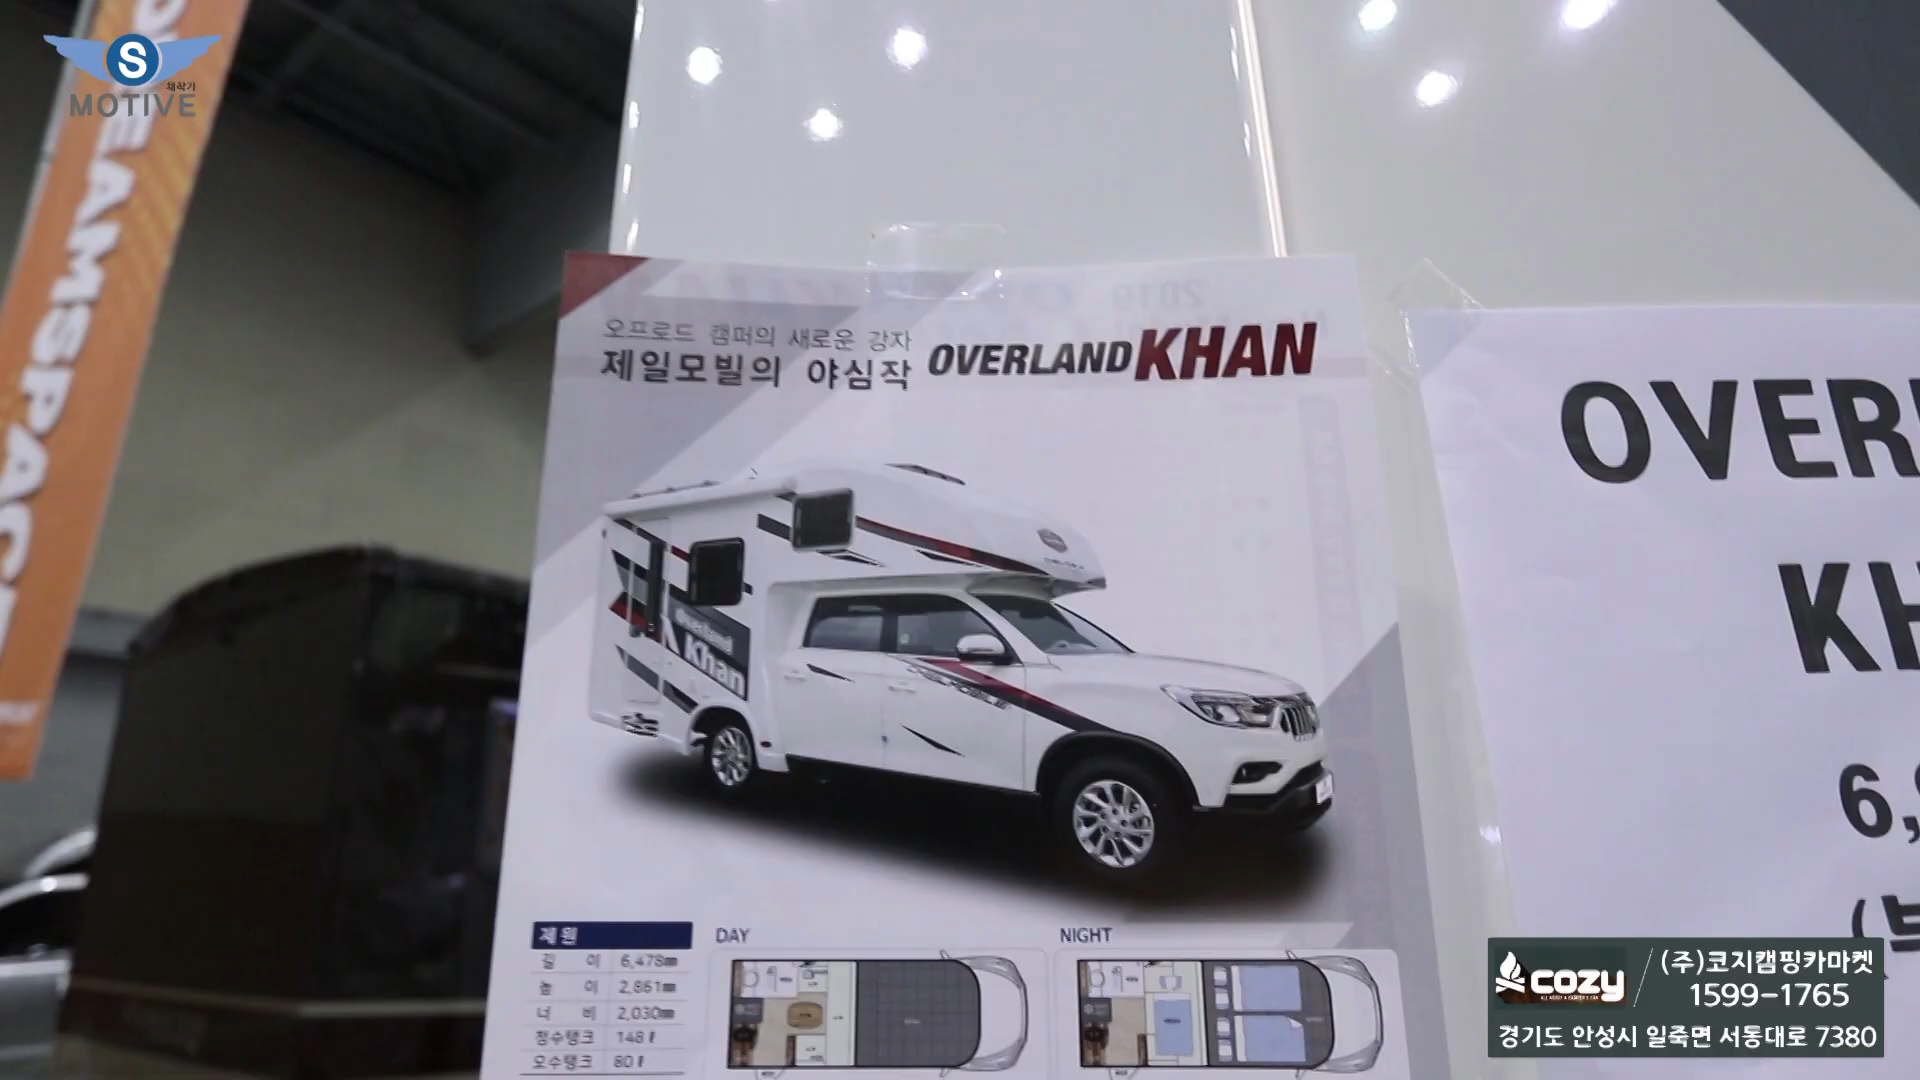 S
채작가
MOTIVE
오프로드 캠퍼의 새로운 강자
제일모빌의 야심작 OVERLAND KHAN
Overland
Khan
제원
길 이 6,478mm
높 이 2,861mm
너 비 2,030mm
청수탱크 148ℓ
오수탱크 80ℓ
DAY
NIGHT
OVER
KH
6,
cozy
(주)코지캠핑카마켓
1599-1765
경기도 안성시 일죽면 서동대로 7380